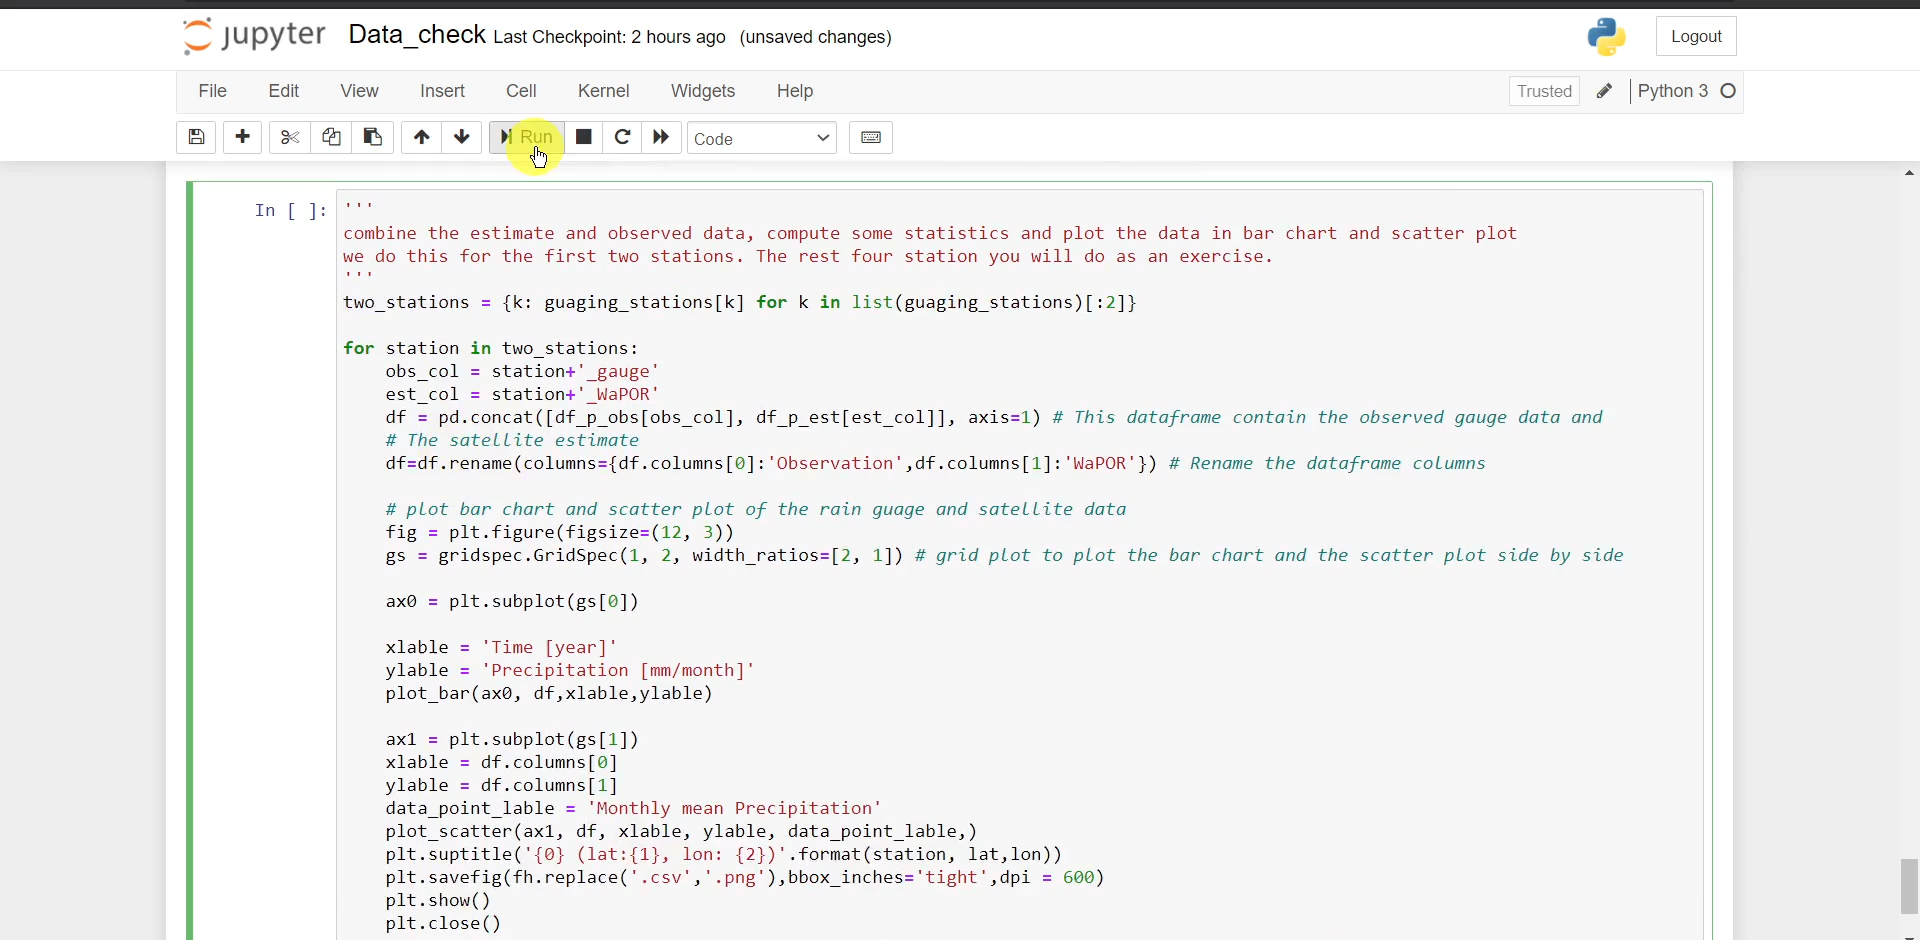 jupyter Data_check Last Checkpoint: 2 hours ago (unsaved changes) Logout
File Edit View Insert Cell Kernel Widgets Help Trusted Python 3
Run Code
In [ ]: '''
combine the estimate and observed data, compute some statistics and plot the data in bar chart and scatter plot
we do this for the first two stations. The rest four station you will do as an exercise.
'''
two_stations = {k: guaging_stations[k] for k in list(guaging_stations)[:2]}
for station in two_stations:
    obs_col = station+'_gauge'
    est_col = station+'_WaPOR'
    df = pd.concat([df_p_obs[obs_col], df_p_est[est_col]], axis=1) # This dataframe contain the observed gauge data and
    # The satellite estimate
    df=df.rename(columns={df.columns[0]:'Observation',df.columns[1]:'WaPOR'}) # Rename the dataframe columns
    # plot bar chart and scatter plot of the rain guage and satellite data
    fig = plt.figure(figsize=(12, 3))
    gs = gridspec.GridSpec(1, 2, width_ratios=[2, 1]) # grid plot to plot the bar chart and the scatter plot side by side
    ax0 = plt.subplot(gs[0])
    xlable = 'Time [year]'
    ylable = 'Precipitation [mm/month]'
    plot_bar(ax0, df,xlable,ylable)
    ax1 = plt.subplot(gs[1])
    xlable = df.columns[0]
    ylable = df.columns[1]
    data_point_lable = 'Monthly mean Precipitation'
    plot_scatter(ax1, df, xlable, ylable, data_point_lable,)
    plt.suptitle('{0} (lat:{1}, lon: {2})'.format(station, lat,lon))
    plt.savefig(fh.replace('.csv','.png'),bbox_inches='tight',dpi = 600)
    plt.show()
    plt.close()